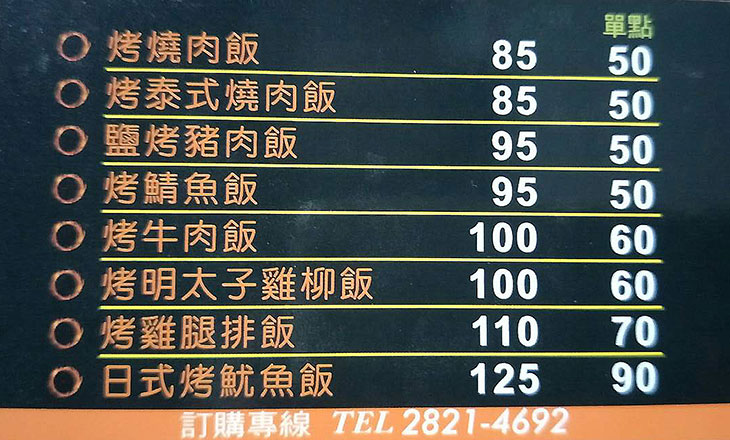 單點
烤燒肉飯 85 50
烤泰式燒肉飯 85 50
鹽烤豬肉飯 95 50
烤鯖魚飯 95 50
烤牛肉飯 100 60
烤明太子雞柳飯 100 60
烤雞腿排飯 110 70
日式烤魷魚飯 125 90
訂購專線 TEL 2821-4692